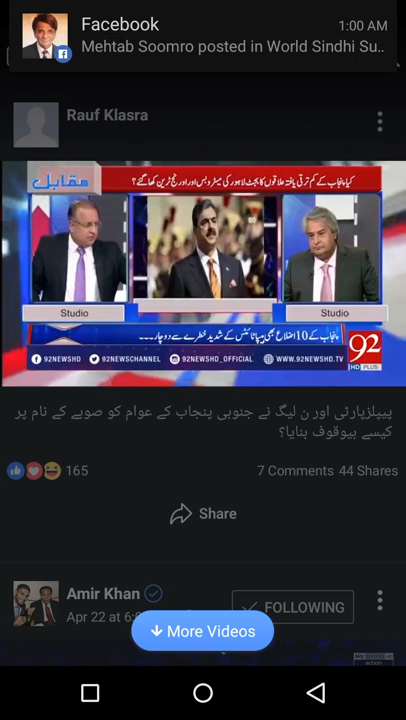 Facebook
1:00 AM
Mehtab Soomro posted in World Sindhi Su..
Rauf Klasra
مقابل
کیا پنجاب کے کم ترقی یافتہ علاقوں کا بجٹ لاہور کی میٹرو بس اور اورنج ٹرین کھا گئے؟
Studio
Studio
پنجاب کے 10 اضلاع بھی ہیپاٹائٹس کے شدید خطرے سے دوچار ....
92
HD PLUS
92NEWSHD
92NEWSCHANNEL
92NEWSHD_OFFICIAL
WWW.92NEWSHD.TV
پیپلزپارٹی اور ن لیگ نے جنوبی پنجاب کے عوام کو صوبے کے نام پر
کیسے بیوقوف بنایا؟
165
7 Comments 44 Shares
Share
Amir Khan
FOLLOWING
Apr 22 at 6:0
More Videos
action